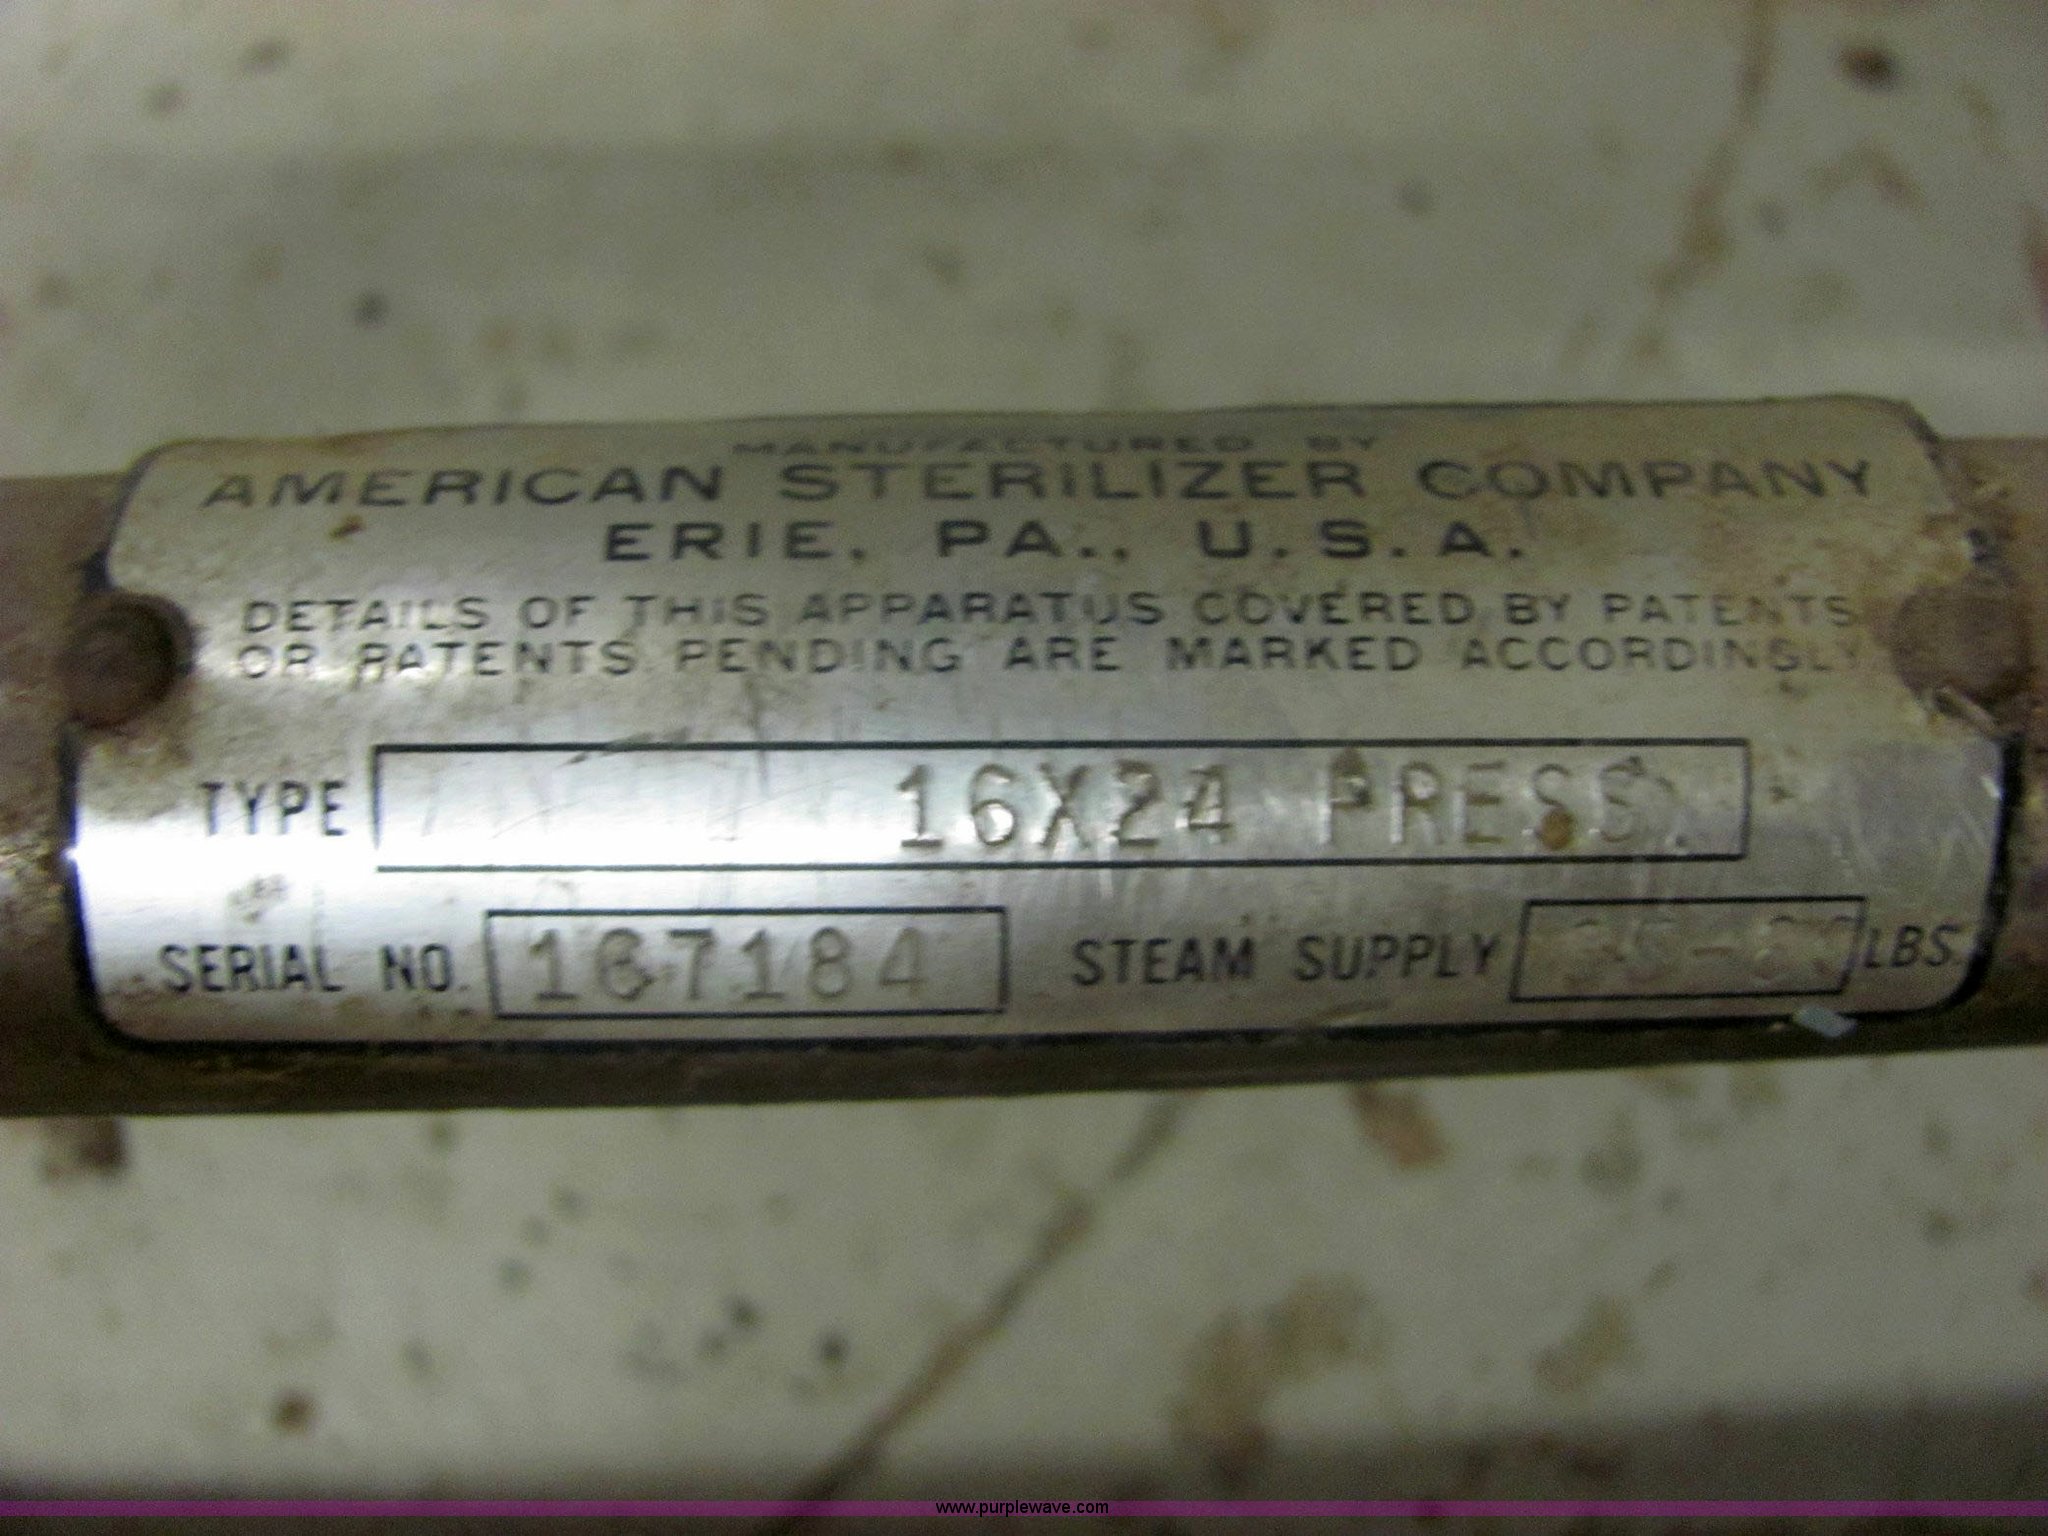 MANUFACTURED BY
AMERICAN STERILIZER COMPANY
ERIE, PA., U.S.A.
DETAILS OF THIS APPARATUS COVERED BY PATENTS
OR PATENTS PENDING ARE MARKED ACCORDINGLY
TYPE 16X24 PRESS.
SERIAL NO. 167184 STEAM SUPPLY LBS.
www.purplewave.com